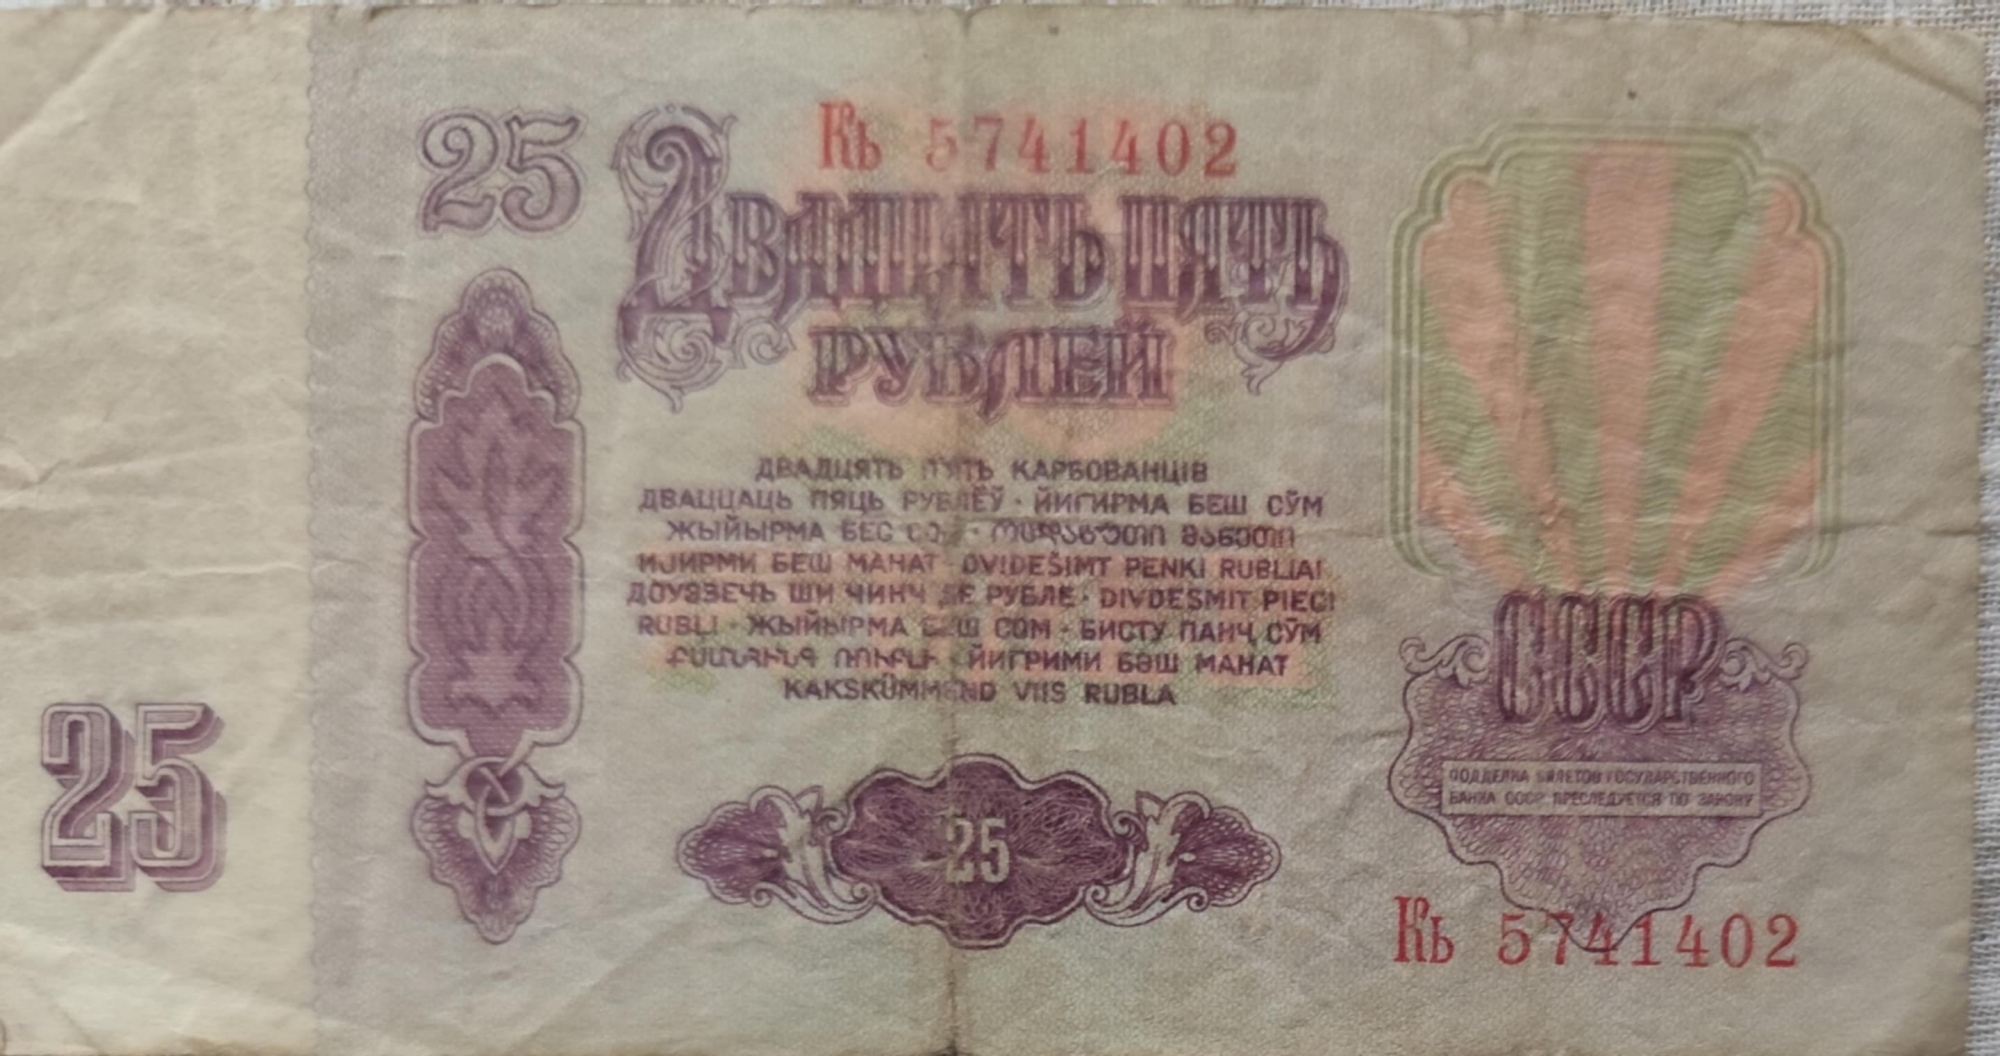 25
Кь 5741402
ДВАДЦАТЬ ПЯТЬ
РУБЛЕЙ
ДВАДЦЯТЬ П'ЯТЬ КАРБОВАНЦІВ
ДВАЦЦАЦЬ ПЯЦЬ РУБЛЁЎ · ЙИГИРМА БЕШ СЎМ
ЖЫЙЫРМА БЕС СОМ · ᲝᲪᲓᲐᲮᲣᲗᲘ ᲛᲐᲜᲔᲗᲘ
ИЈИРМИ БЕШ МАНАТ · DVIDEŠIMT PENKI RUBLIAI
ДОУЭЗЕЧЬ ШИ ЧИНЧ ДЕ РУБЛЕ · DIVDESMIT PIECI
RUBĻI · ЖЫЙЫРМА БЕШ СОМ · БИСТУ ПАНҶ СӮМ
ՔՍԱՆՀԻՆԳ ՌՈՒԲԼԻ · ЙИГРИМИ БӘШ МАНАТ
KAKSKÜMMEND VIIS RUBLA
25
25
СССР
ПОДДЕЛКА БИЛЕТОВ ГОСУДАРСТВЕННОГО
БАНКА СССР ПРЕСЛЕДУЕТСЯ ПО ЗАКОНУ
Кь 5741402